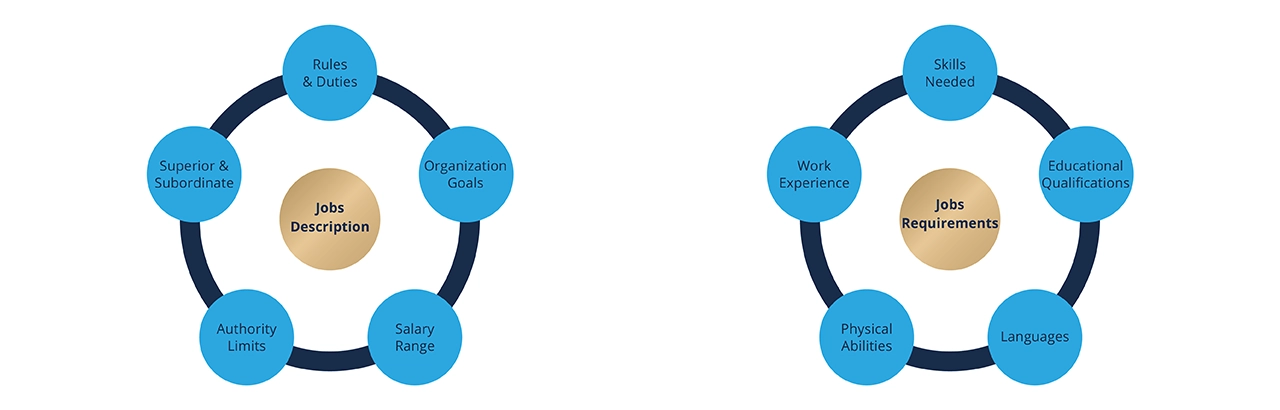 Rules
& Duties
Superior &
Subordinate
Organization
Goals
Jobs
Description
Authority
Limits
Salary
Range
Skills
Needed
Work
Experience
Educational
Qualifications
Jobs
Requirements
Physical
Abilities
Languages